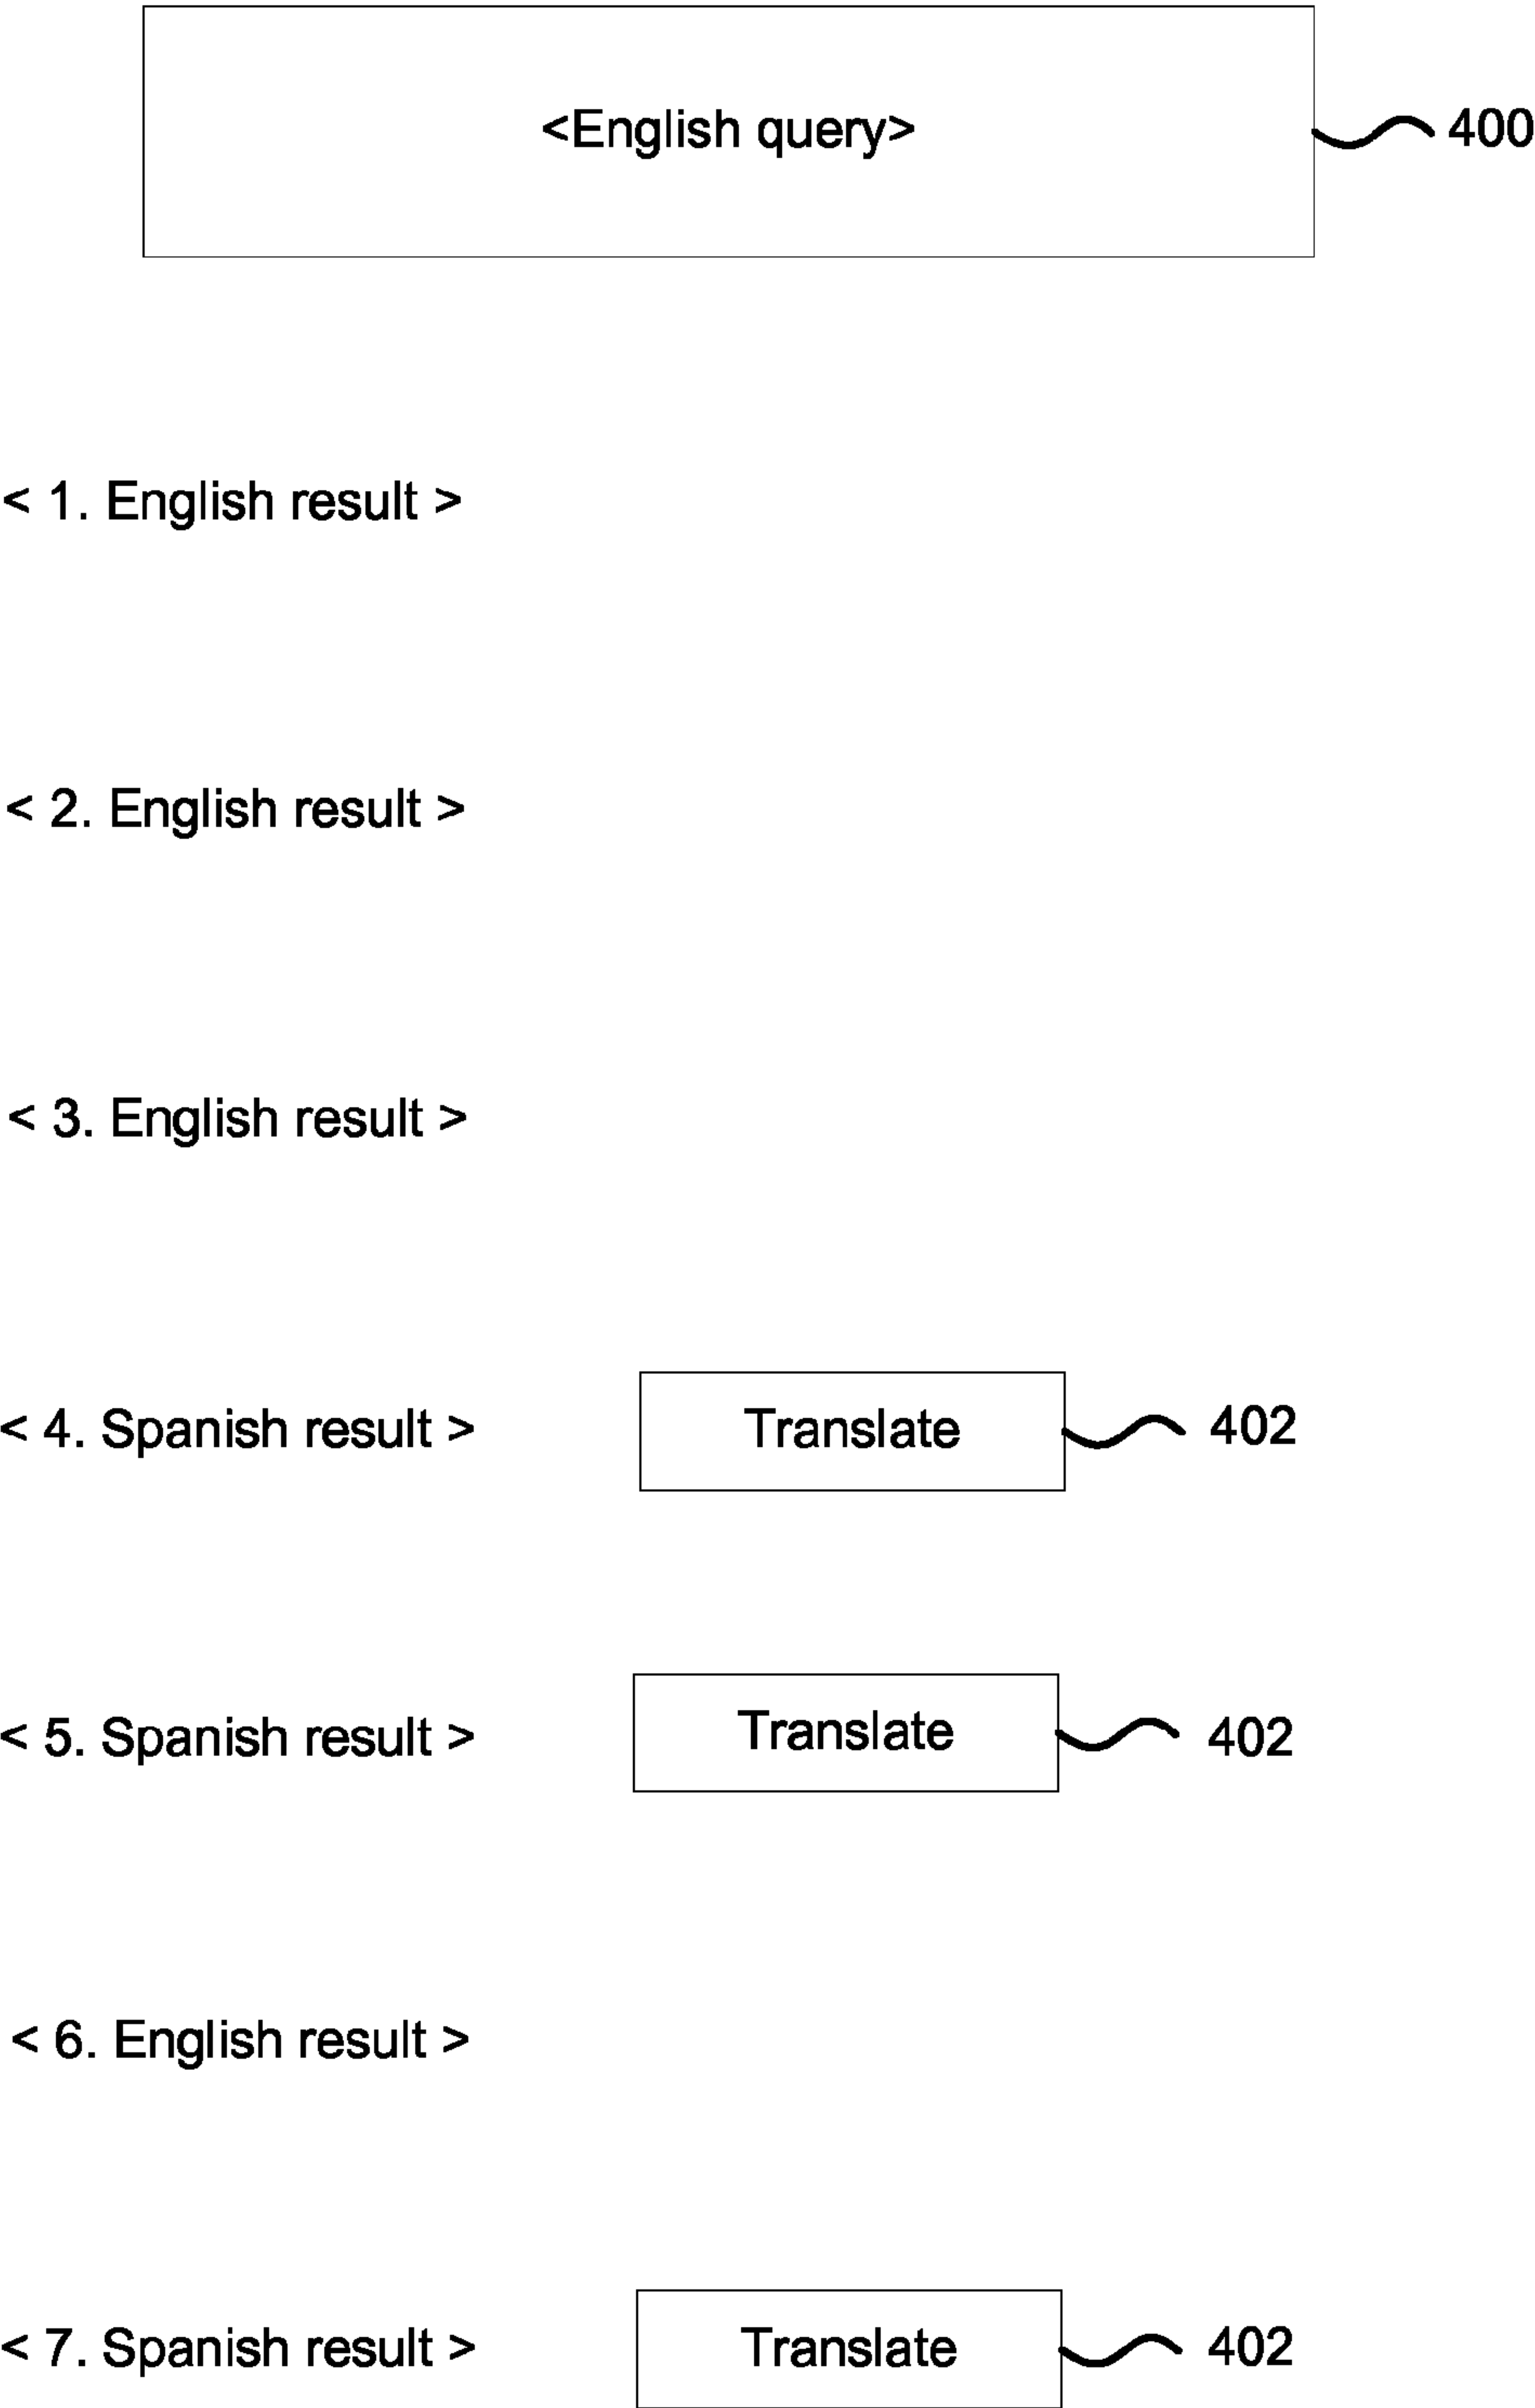 <English query> 400
< 1. English result >
< 2. English result >
< 3. English result >
< 4. Spanish result > Translate 402
< 5. Spanish result > Translate 402
< 6. English result >
< 7. Spanish result > Translate 402